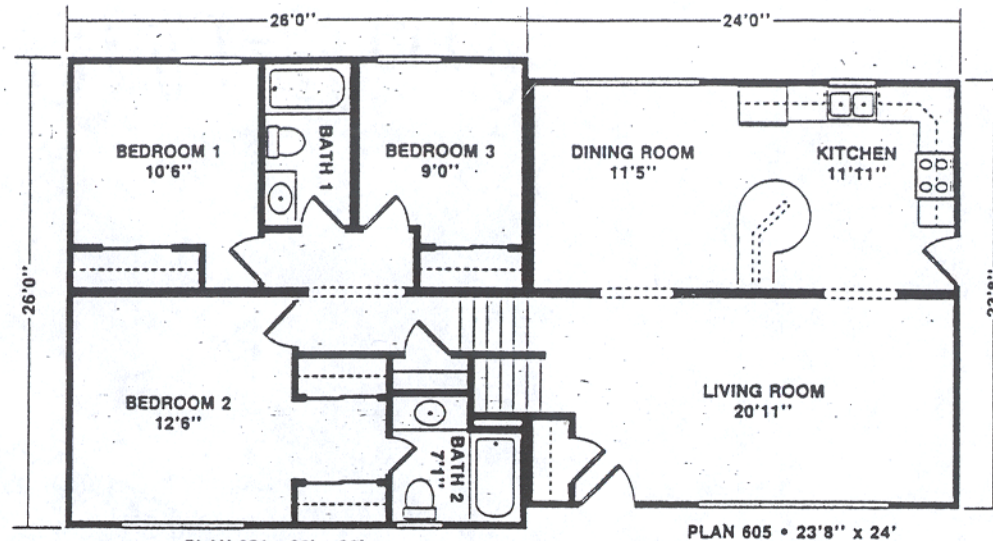 26'0"
24'0"
BEDROOM 1
10'6"
BATH 1
BEDROOM 3
9'0"
DINING ROOM
11'5"
KITCHEN
11'11"
26'0"
BEDROOM 2
12'6"
BATH 2
7'1"
LIVING ROOM
20'11"
PLAN 605 • 23'8" x 24'